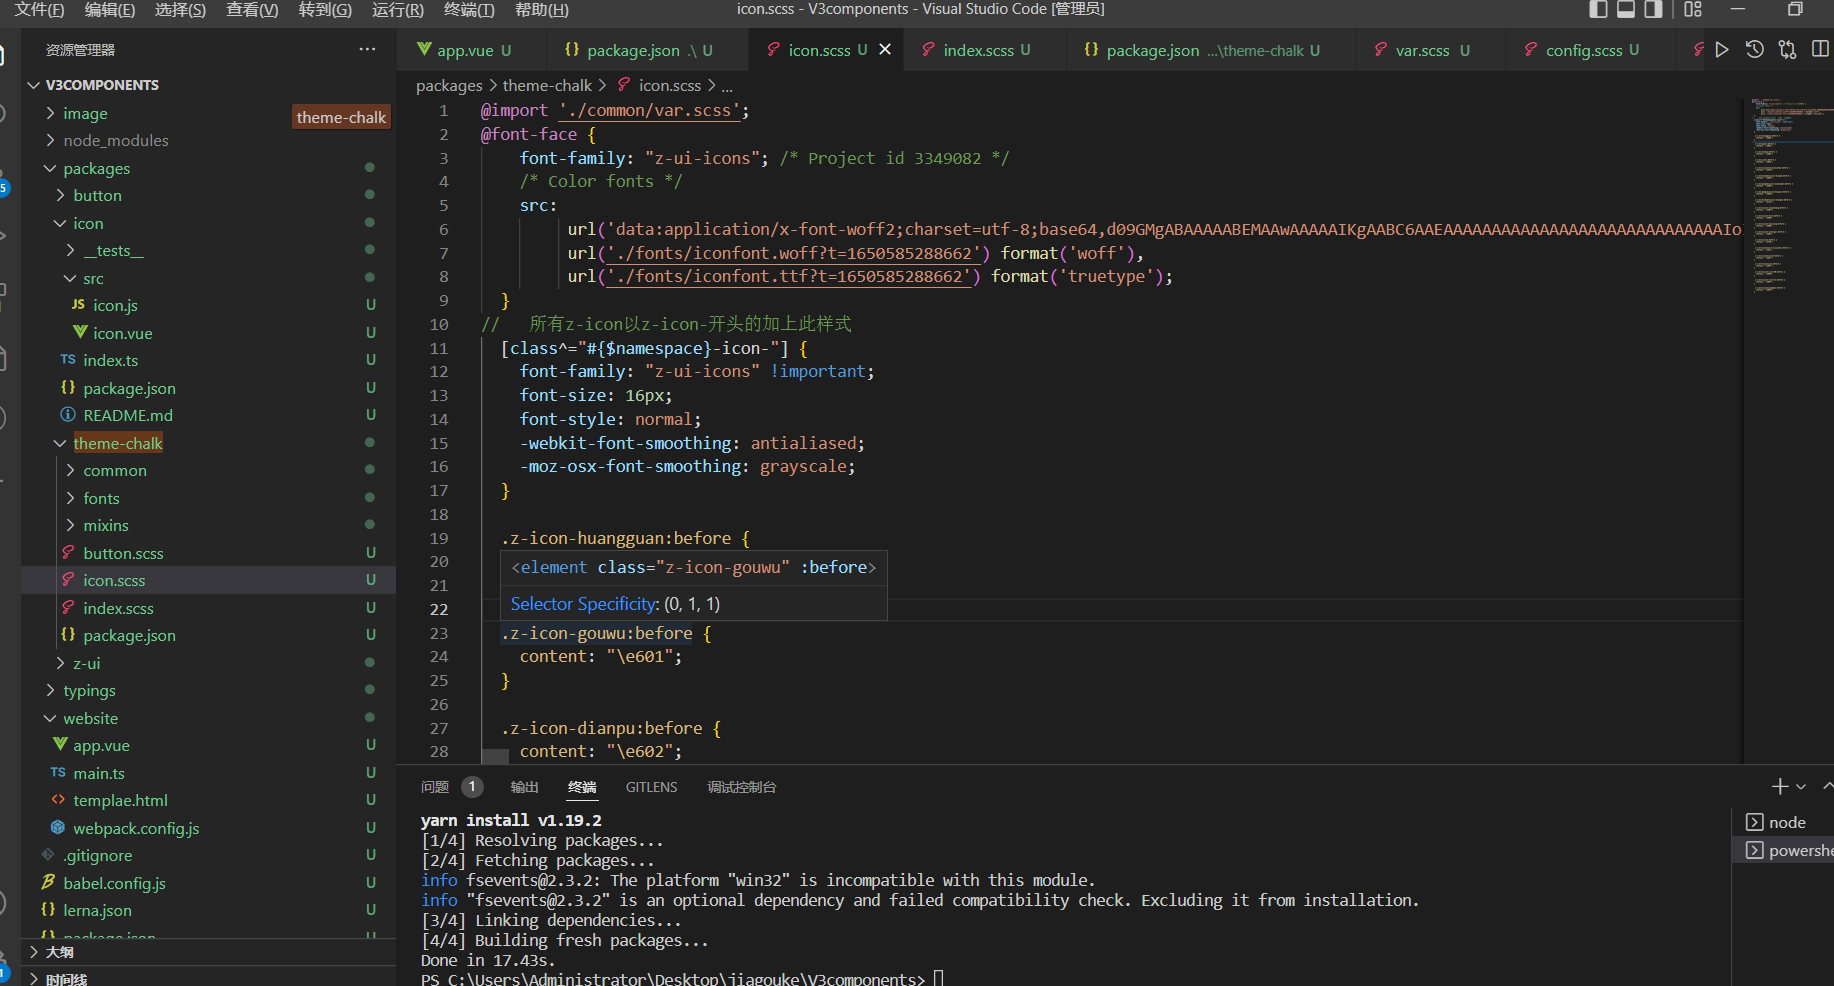 文件(F) 编辑(E) 选择(S) 查看(V) 转到(G) 运行(R) 终端(T) 帮助(H) icon.scss - V3components - Visual Studio Code [管理员]
资源管理器 ...
app.vue U package.json .\ U icon.scss U index.scss U package.json ...\theme-chalk U var.scss U config.scss U
packages > theme-chalk > icon.scss > ...
V3COMPONENTS
image
theme-chalk
node_modules
packages
button
icon
__tests__
src
JS icon.js U
icon.vue U
TS index.ts U
{} package.json U
README.md U
theme-chalk
common
fonts
mixins
button.scss U
icon.scss U
index.scss U
{} package.json U
z-ui
typings
website
app.vue U
TS main.ts U
<> templae.html U
webpack.config.js U
.gitignore U
babel.config.js U
{} lerna.json U
{} package.json U
大纲
时间线
5
1
1 @import './common/var.scss';
2 @font-face {
3 font-family: "z-ui-icons"; /* Project id 3349082 */
4 /* Color fonts */
5 src:
6 url('data:application/x-font-woff2;charset=utf-8;base64,d09GMgABAAAAABEMAAwAAAAAIKgAABC6AAEAAAAAAAAAAAAAAAAAAAAAAAAAAAAAIo
7 url('./fonts/iconfont.woff?t=1650585288662') format('woff'),
8 url('./fonts/iconfont.ttf?t=1650585288662') format('truetype');
9 }
10 // 所有z-icon以z-icon-开头的加上此样式
11 [class^="#{$namespace}-icon-"] {
12 font-family: "z-ui-icons" !important;
13 font-size: 16px;
14 font-style: normal;
15 -webkit-font-smoothing: antialiased;
16 -moz-osx-font-smoothing: grayscale;
17 }
18
19 .z-icon-huangguan:before {
20
<element class="z-icon-gouwu" :before>
21
Selector Specificity: (0, 1, 1)
22
23 .z-icon-gouwu:before {
24 content: "\e601";
25 }
26
27 .z-icon-dianpu:before {
28 content: "\e602";
问题 1 输出 终端 GITLENS 调试控制台
yarn install v1.19.2
[1/4] Resolving packages...
[2/4] Fetching packages...
info fsevents@2.3.2: The platform "win32" is incompatible with this module.
info "fsevents@2.3.2" is an optional dependency and failed compatibility check. Excluding it from installation.
[3/4] Linking dependencies...
[4/4] Building fresh packages...
Done in 17.43s.
PS C:\Users\Administrator\Desktop\jiagouke\V3components>
node
powershe